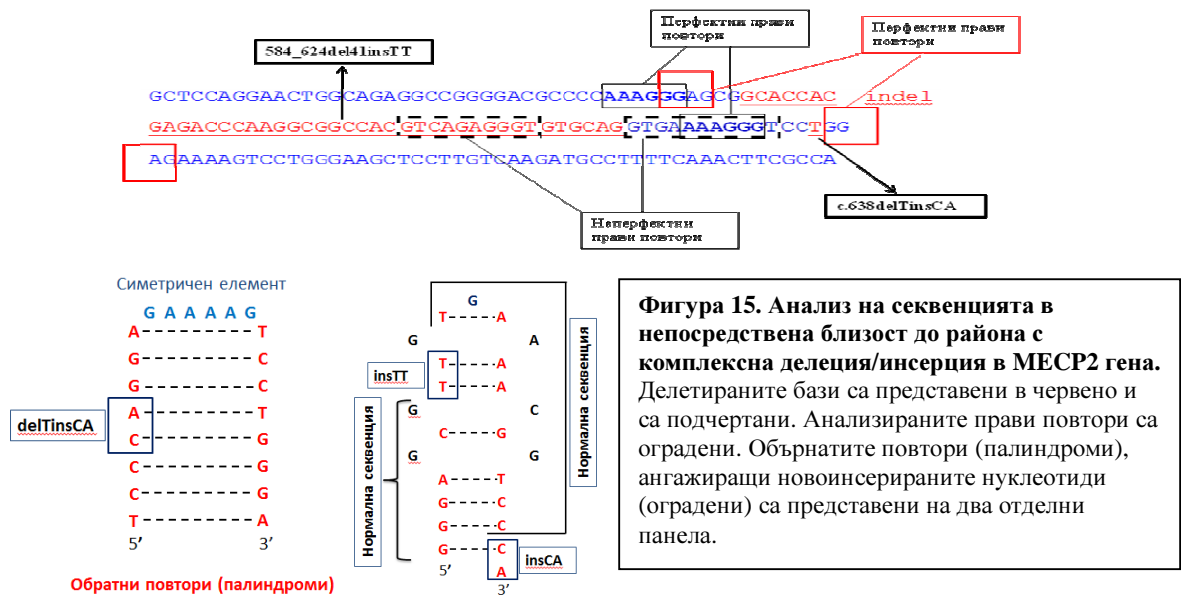 Перфектни прави
повтори
Перфектни прави
повтори
584_624del41insTT
GCTCCAGGAACTGGCAGAGGCCGGGGACGCCCCAAAGGGAGCGGCACCAC indel
GAGACCCAAGGCGGCCACGTCAGAGGGTGTGCAGGTGAAAAGGGTCCTGG
AGAAAAGTCCTGGGAAGCTCCTTGTCAAGATGCCTTTTCAAACTTCGCCA
c.638delTinsCA
Неперфектни
прави повтори
Симетричен елемент
G A A A A G
A T
G C
G C
delTinsCA
A T
C G
C G
C G
T A
5’ 3’
Обратни повтори (палиндроми)
G
T A
G A
insTT
T A
T A
G C
C G
G G
A T
G C
G C
G C
A
5’ 3’
insCA
Нормална секвенция
Нормална секвенция
Фигура 15. Анализ на секвенцията в
непосредствена близост до района с
комплексна делеция/инсерция в MECP2 гена.
Делетираните бази са представени в червено и
са подчертани. Анализираните прави повтори са
оградени. Обърнатите повтори (палиндроми),
ангажиращи новоинсерираните нуклеотиди
(оградени) са представени на два отделни
панела.